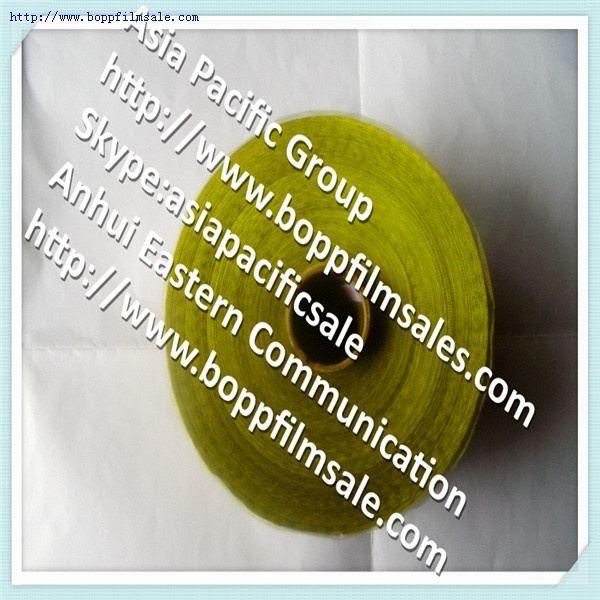 http://www.boppfilmsale.com
Asia Pacific Group
http://www.boppfilmsales.com
Skype:asiapacificsale
Anhui Eastern Communication
http://www.boppfilmsale.com